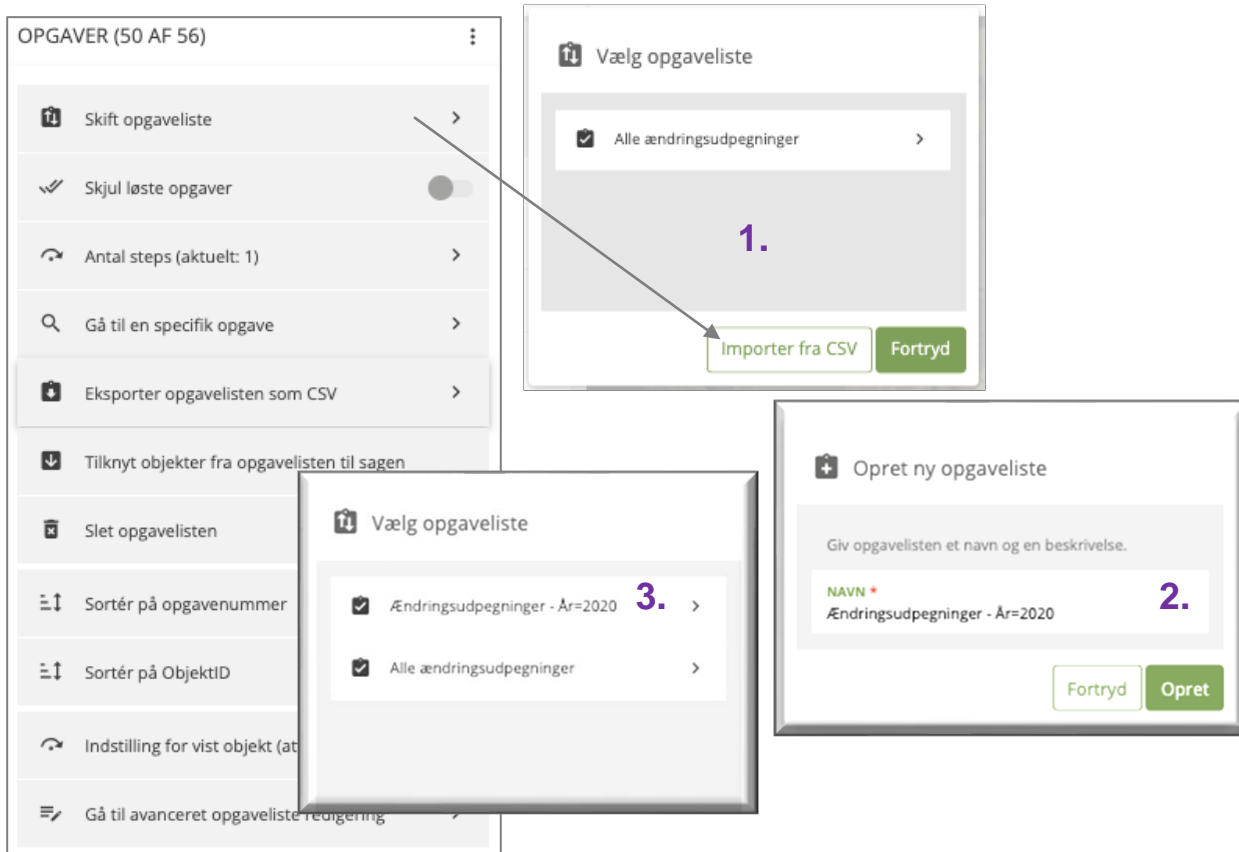 OPGAVER (50 AF 56)
Skift opgaveliste
Skjul løste opgaver
Antal steps (aktuelt: 1)
Gå til en specifik opgave
Eksporter opgavelisten som CSV
Tilknyt objekter fra opgavelisten til sagen
Slet opgavelisten
Sortér på opgavenummer
Sortér på ObjektID
Indstilling for vist objekt (at
Gå til avanceret opgaveliste redigering
Vælg opgaveliste
Alle ændringsudpegninger
1.
Importer fra CSV
Fortryd
Opret ny opgaveliste
Giv opgavelisten et navn og en beskrivelse.
NAVN *
Ændringsudpegninger - År=2020
2.
Fortryd
Opret
Vælg opgaveliste
Ændringsudpegninger - År=2020
3.
Alle ændringsudpegninger